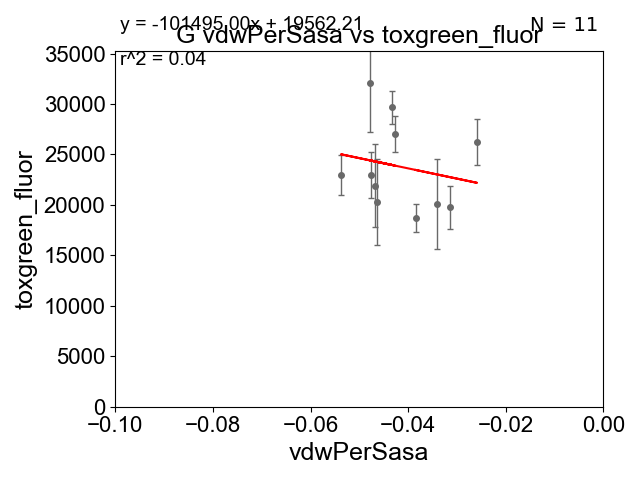 y = -101495.00x + 19562.21
N = 11
G vdwPerSasa vs toxgreen_fluor
r^2 = 0.04
35000
30000
25000
20000
15000
10000
5000
0
toxgreen_fluor
−0.10 −0.08 −0.06 −0.04 −0.02 0.00
vdwPerSasa